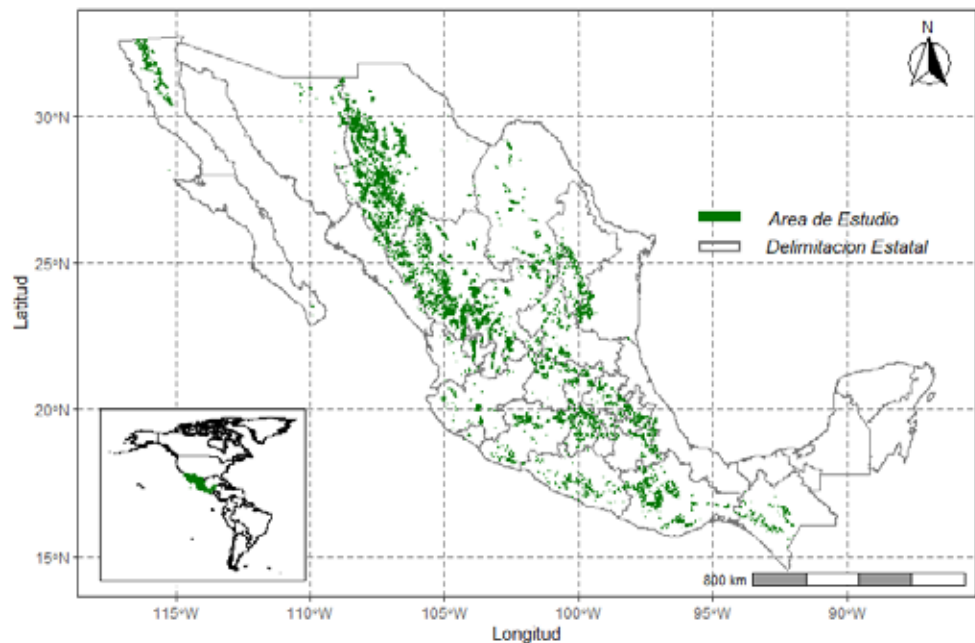 N
30°N
25°N
20°N
15°N
Latitud
Area de Estudio
Delimitacion Estatal
800 km
115°W
110°W
105°W
100°W
95°W
90°W
Longitud